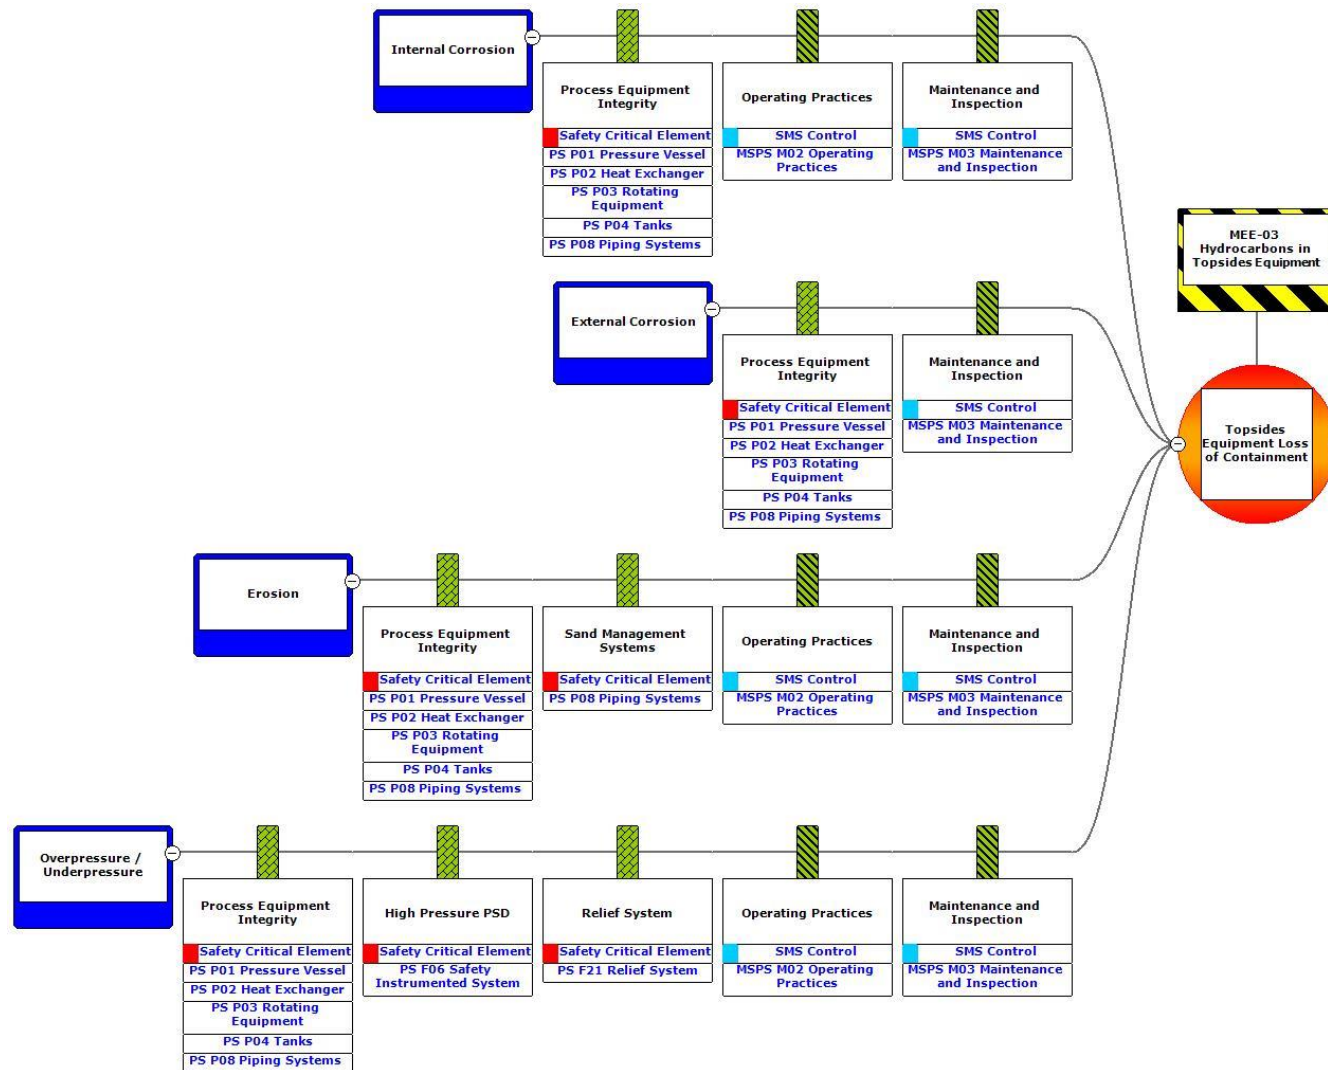 Internal Corrosion
Process Equipment
Integrity
Safety Critical Element
PS P01 Pressure Vessel
PS P02 Heat Exchanger
PS P03 Rotating
Equipment
PS P04 Tanks
PS P08 Piping Systems
Operating Practices
SMS Control
MSPS M02 Operating
Practices
Maintenance and
Inspection
SMS Control
MSPS M03 Maintenance
and Inspection
MEE-03
Hydrocarbons in
Topsides Equipment
External Corrosion
Process Equipment
Integrity
Safety Critical Element
PS P01 Pressure Vessel
PS P02 Heat Exchanger
PS P03 Rotating
Equipment
PS P04 Tanks
PS P08 Piping Systems
Maintenance and
Inspection
SMS Control
MSPS M03 Maintenance
and Inspection
Topsides
Equipment Loss
of Containment
Erosion
Process Equipment
Integrity
Safety Critical Element
PS P01 Pressure Vessel
PS P02 Heat Exchanger
PS P03 Rotating
Equipment
PS P04 Tanks
PS P08 Piping Systems
Sand Management
Systems
Safety Critical Element
PS P08 Piping Systems
Operating Practices
SMS Control
MSPS M02 Operating
Practices
Maintenance and
Inspection
SMS Control
MSPS M03 Maintenance
and Inspection
Overpressure /
Underpressure
Process Equipment
Integrity
Safety Critical Element
PS P01 Pressure Vessel
PS P02 Heat Exchanger
PS P03 Rotating
Equipment
PS P04 Tanks
PS P08 Piping Systems
High Pressure PSD
Safety Critical Element
PS F06 Safety
Instrumented System
Relief System
Safety Critical Element
PS F21 Relief System
Operating Practices
SMS Control
MSPS M02 Operating
Practices
Maintenance and
Inspection
SMS Control
MSPS M03 Maintenance
and Inspection